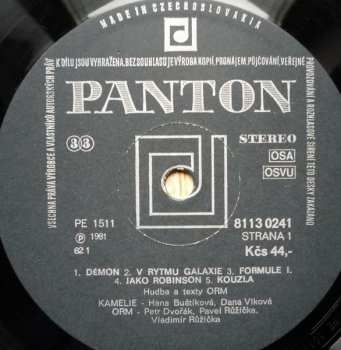 MADE IN CZECHOSLOVAKIA
K DÍLU JSOU VYHRAŽENA, BEZ SOUHLASU JE VÝROBA KOPIÍ, PRONÁJEM, PŮJČOVÁNÍ, VEŘEJNÉ
PROVOZOVÁNÍ A ROZHLASOVÉ ŠÍŘENÍ TÉTO DESKY ZAKÁZÁNO
VŠECHNA PRÁVA VÝROBCE A VLASTNÍKŮ AUTORSKÝCH PRÁV
PANTON
STEREO
33
OSA
OSVU
PE 1511
8113 0241
℗ 1981
STRANA 1
62 1
Kčs 44,-
1. DÉMON 2. V RYTMU GALAXIE 3. FORMULE I.
4. JAKO ROBINSON 5. KOUZLA
Hudba a texty ORM
KAMELIE - Hana Buštíková, Dana Vlková
ORM - Petr Dvořák, Pavel Růžička,
Vladimír Růžička